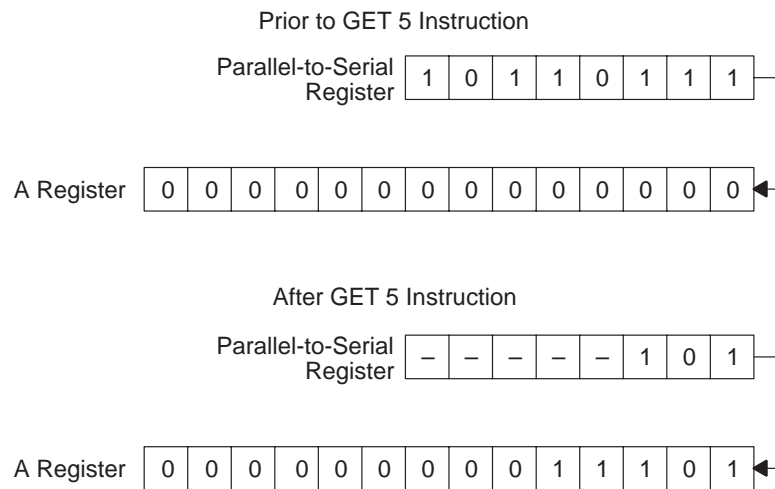 Prior to GET 5 Instruction
Parallel-to-Serial
Register
1 0 1 1 0 1 1 1
A Register 0 0 0 0 0 0 0 0 0 0 0 0 0 0
After GET 5 Instruction
Parallel-to-Serial
Register
– – – – – 1 0 1
A Register 0 0 0 0 0 0 0 0 0 1 1 1 0 1